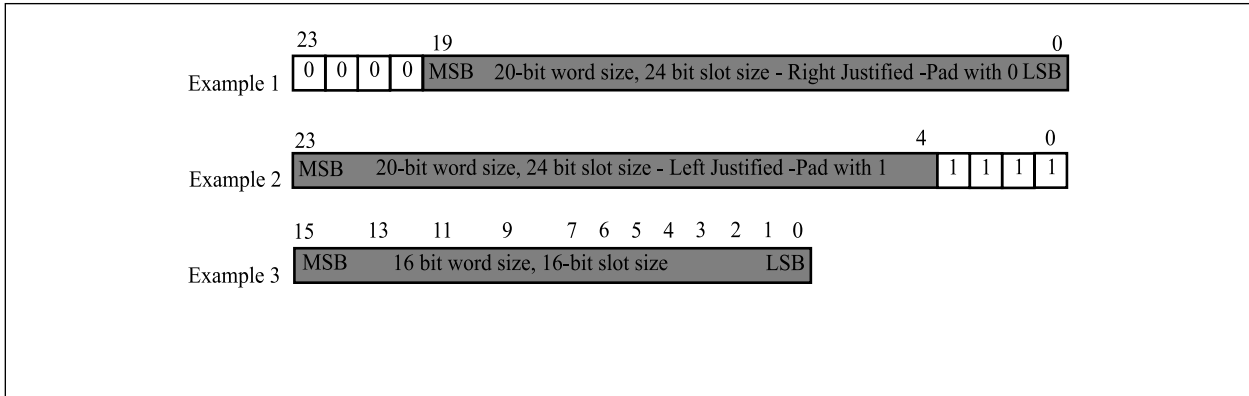 23 19 0
Example 1 0 0 0 0 MSB 20-bit word size, 24 bit slot size - Right Justified -Pad with 0 LSB
23 4 0
Example 2 MSB 20-bit word size, 24 bit slot size - Left Justified -Pad with 1 1 1 1 1
15 13 11 9 7 6 5 4 3 2 1 0
Example 3 MSB 16 bit word size, 16-bit slot size LSB